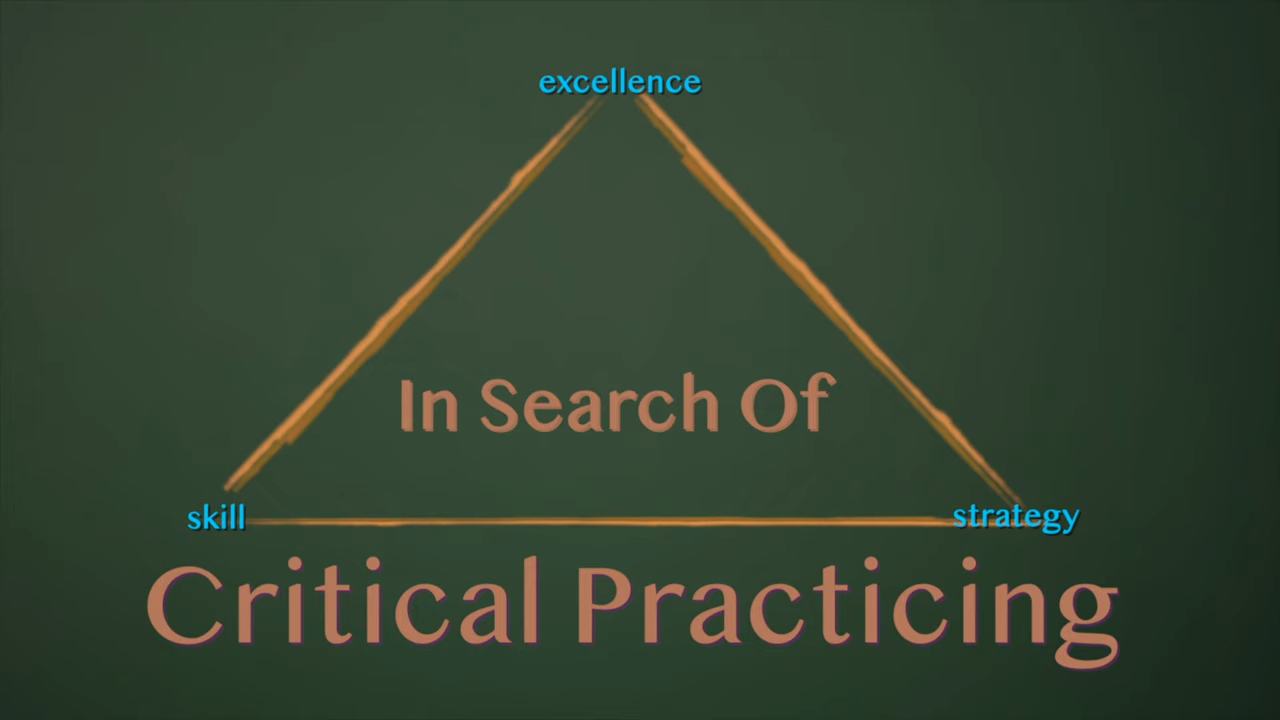 excellence
In Search Of
skill
strategy
Critical Practicing